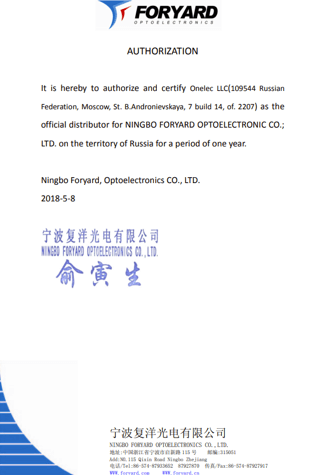 FORYARD
OPTOELECTRONICS
AUTHORIZATION
It is hereby to authorize and certify Onelec LLC(109544 Russian
Federation, Moscow, St. B.Andronievskaya, 7 build 14, of. 2207) as the
official distributor for NINGBO FORYARD OPTOELECTRONIC CO.;
LTD. on the territory of Russia for a period of one year.
Ningbo Foryard, Optoelectronics CO., LTD.
2018-5-8
宁波复洋光电有限公司
NINGBO FORYARD OPTOELECTRONICS CO.,LTD.
俞寅生
宁波复洋光电有限公司
NINGBO FORYARD OPTOELECTRONICS CO.,LTD.
地址:中国浙江省宁波市启新路 115 号 邮编:315051
Add:NO.115 Qixin Road Ningbo Zhejiang
电话/Tel:86-574-87933652 87927870 传真/Fax:86-574-87927917
www.foryard.com www.foryard.cn